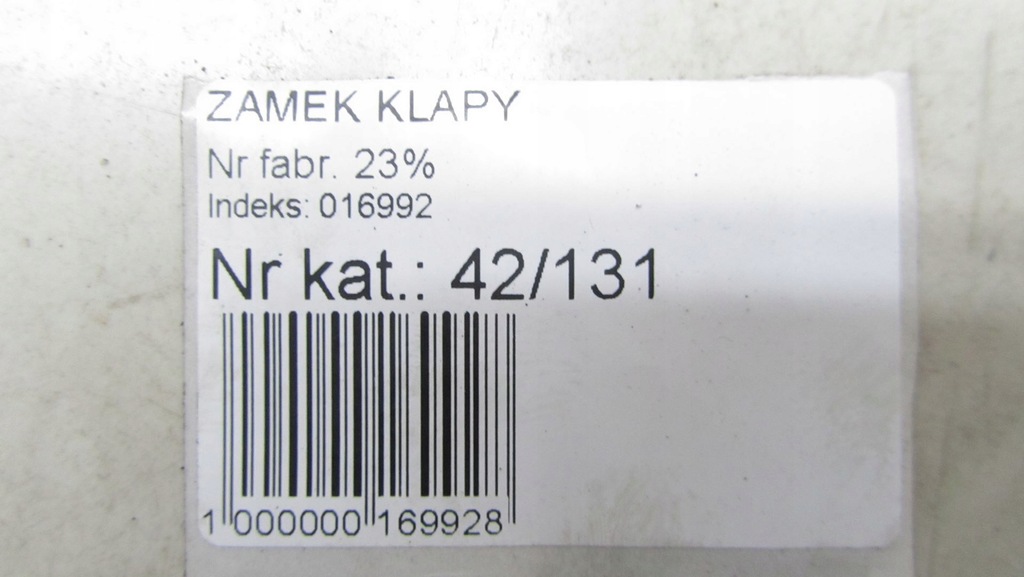 ZAMEK KLAPY
Nr fabr. 23%
Indeks: 016992
Nr kat.: 42/131
1 000000 169928